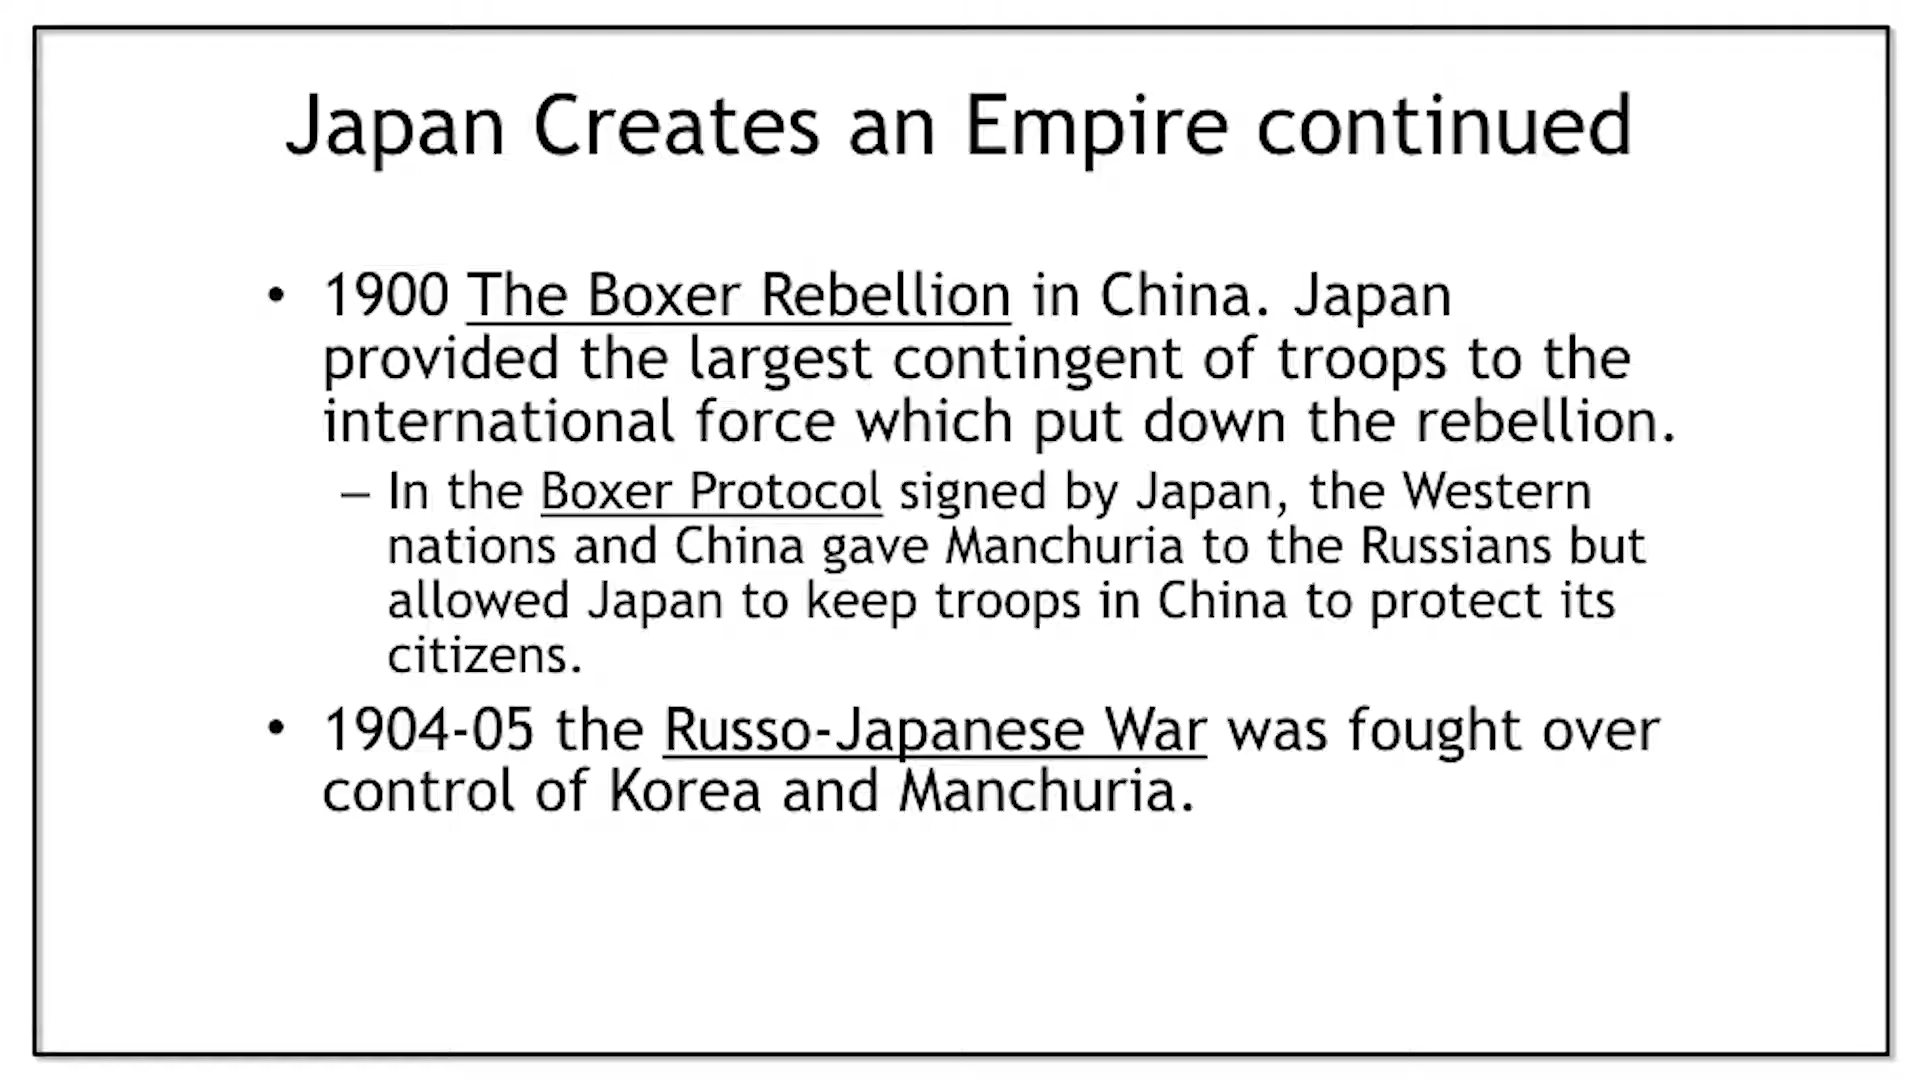 Japan Creates an Empire continued
• 1900 The Boxer Rebellion in China. Japan
provided the largest contingent of troops to the
international force which put down the rebellion.
– In the Boxer Protocol signed by Japan, the Western
nations and China gave Manchuria to the Russians but
allowed Japan to keep troops in China to protect its
citizens.
• 1904-05 the Russo-Japanese War was fought over
control of Korea and Manchuria.